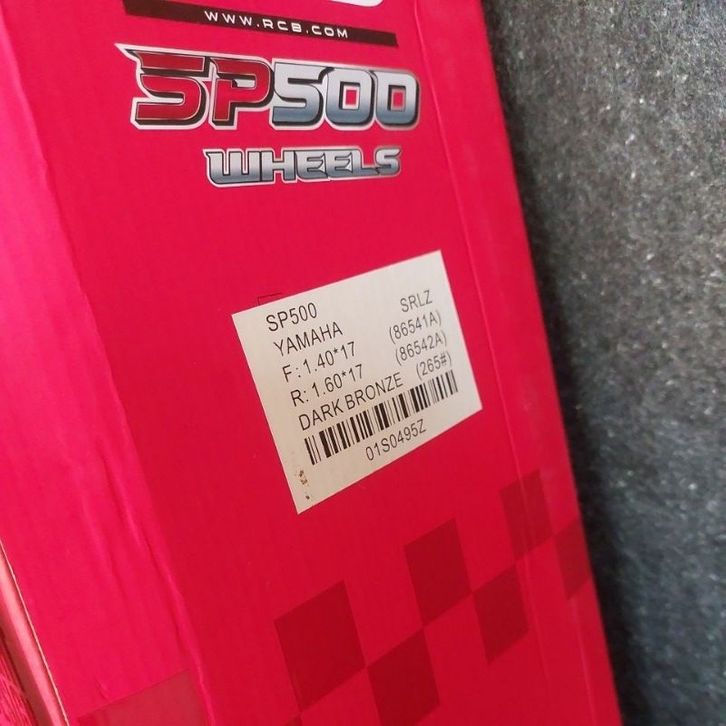 WWW.RCB.COM
SP500
WHEELS
SP500 SRLZ
YAMAHA (86541A)
F:1.40*17 (86542A)
R:1.60*17 (265#)
DARK BRONZE
01S0495Z